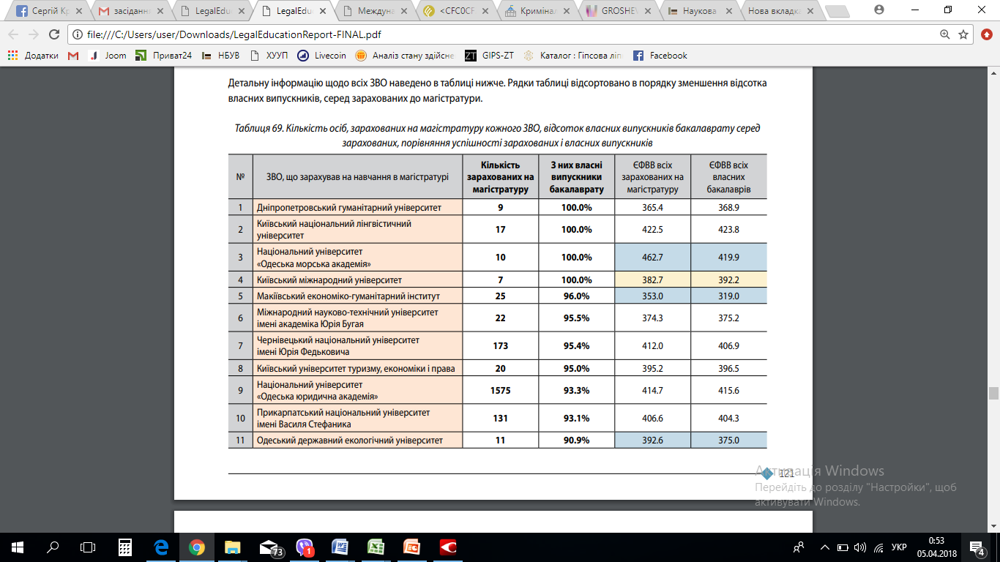 Сергій Кр
засідання
LegalEdu
LegalEdu
Междуна
<CFC0CF
Криміна
GROSHEV
Наукова
Нова вкладка
file:///C:/Users/user/Downloads/LegalEducationReport-FINAL.pdf
Додатки
Joom
Приват24
НБУВ
ХУУП
Livecoin
Аналіз стану здійсне
GIPS-ZT
Каталог : Гіпсова ліп
Facebook
Детальну інформацію щодо всіх ЗВО наведено в таблиці нижче. Рядки таблиці відсортовано в порядку зменшення відсотка
власних випускників, серед зарахованих до магістратури.
Таблиця 69. Кількість осіб, зарахованих на магістратуру кожного ЗВО, відсоток власних випускників бакалаврату серед
зарахованих, порівняння успішності зарахованих і власних випускників
№
ЗВО, що зарахував на навчання в магістратурі
Кількість
зарахованих на
магістратуру
З них власні
випускники
бакалаврату
ЄФВВ всіх
зарахованих на
магістратуру
ЄФВВ всіх
власних
бакалаврів
1 Дніпропетровський гуманітарний університет 9 100.0% 365.4 368.9
2 Київський національний лінгвістичний
університет 17 100.0% 422.5 423.8
3 Національний університет
«Одеська морська академія» 10 100.0% 462.7 419.9
4 Київський міжнародний університет 7 100.0% 382.7 392.2
5 Макіївський економіко-гуманітарний інститут 25 96.0% 353.0 319.0
6 Міжнародний науково-технічний університет
імені академіка Юрія Бугая 22 95.5% 374.3 375.2
7 Чернівецький національний університет
імені Юрія Федьковича 173 95.4% 412.0 406.9
8 Київський університет туризму, економіки і права 20 95.0% 395.2 396.5
9 Національний університет
«Одеська юридична академія» 1575 93.3% 414.7 415.6
10 Прикарпатський національний університет
імені Василя Стефаника 131 93.1% 406.6 404.3
11 Одеський державний екологічний університет 11 90.9% 392.6 375.0
121
Активація Windows
Перейдіть до розділу "Настройки", щоб
активувати Windows.
73
1
УКР
0:53
05.04.2018
4